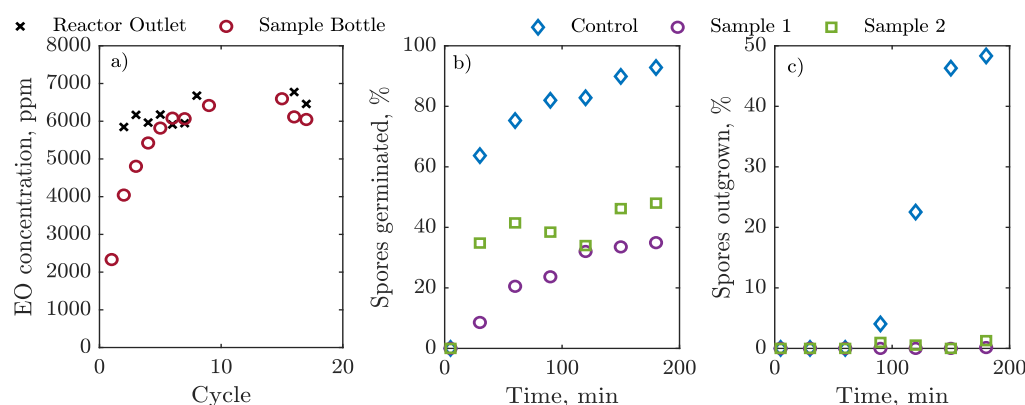 Reactor Outlet Sample Bottle
Control Sample 1 Sample 2
a)
EO concentration, ppm
8000
7000
6000
5000
4000
3000
2000
1000
0
0 10 20
Cycle
b)
Spores germinated, %
100
80
60
40
20
0
0 100 200
Time, min
c)
Spores outgrown, %
50
40
30
20
10
0
0 100 200
Time, min